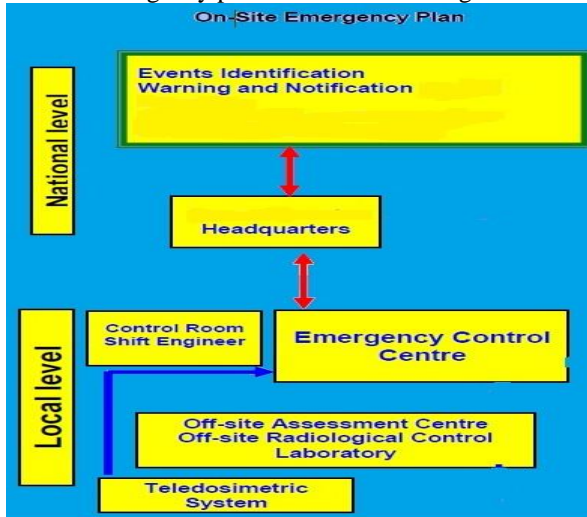 On-Site Emergency Plan
Events Identification
Warning and Notification
National level
Headquarters
Control Room
Shift Engineer
Emergency Control
Centre
Local level
Off-site Assessment Centre
Off-site Radiological Control
Laboratory
Teledosimetric
System